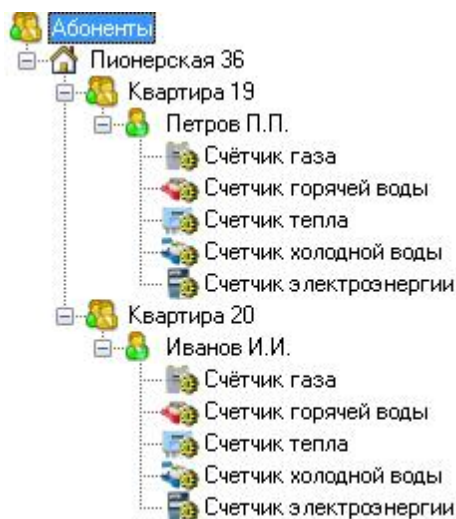 Абоненты
Пионерская 36
Квартира 19
Петров П.П.
Счётчик газа
Счетчик горячей воды
Счетчик тепла
Счетчик холодной воды
Счетчик электроэнергии
Квартира 20
Иванов И.И.
Счётчик газа
Счетчик горячей воды
Счетчик тепла
Счетчик холодной воды
Счетчик электроэнергии